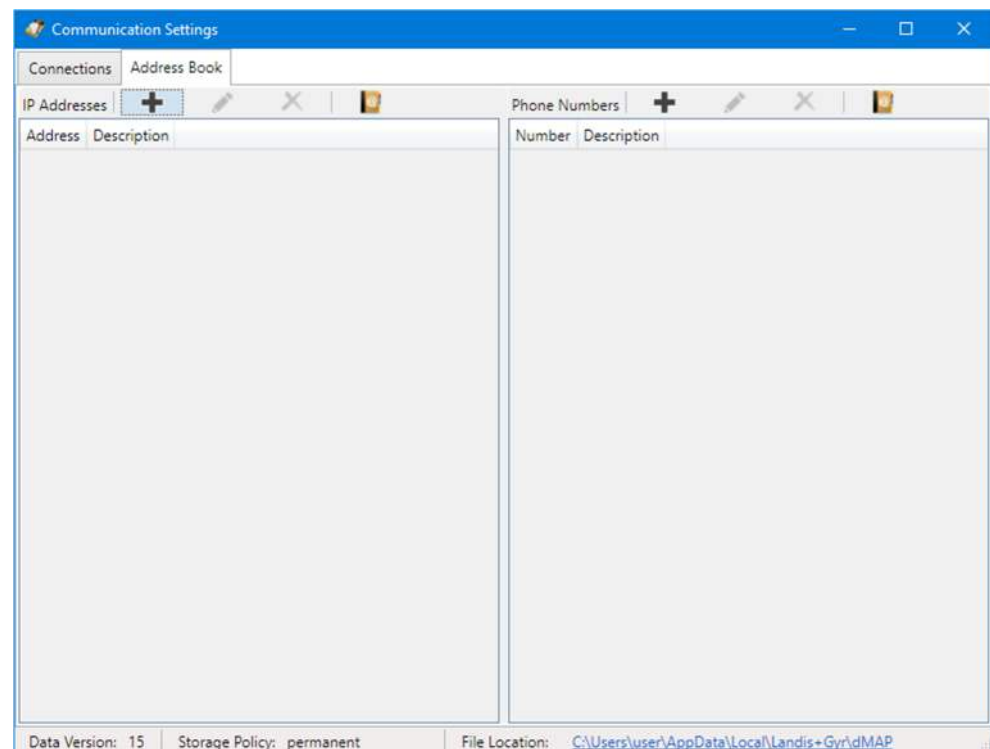 Communication Settings
Connections Address Book
IP Addresses
Phone Numbers
Address Description
Number Description
Data Version: 15 Storage Policy: permanent File Location: C:\Users\user\AppData\Local\Landis+Gyr\dMAP